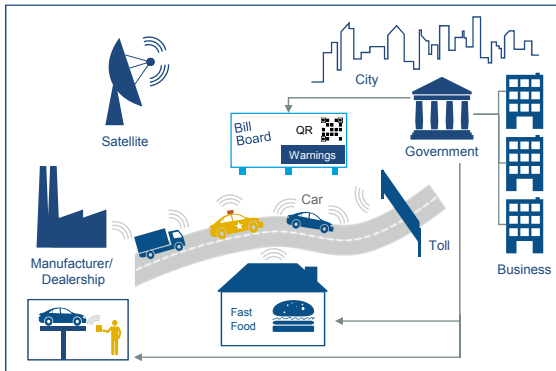 City
Satellite
Bill
Board
QR
Warnings
Government
Car
Manufacturer/
Dealership
Toll
Business
Fast
Food